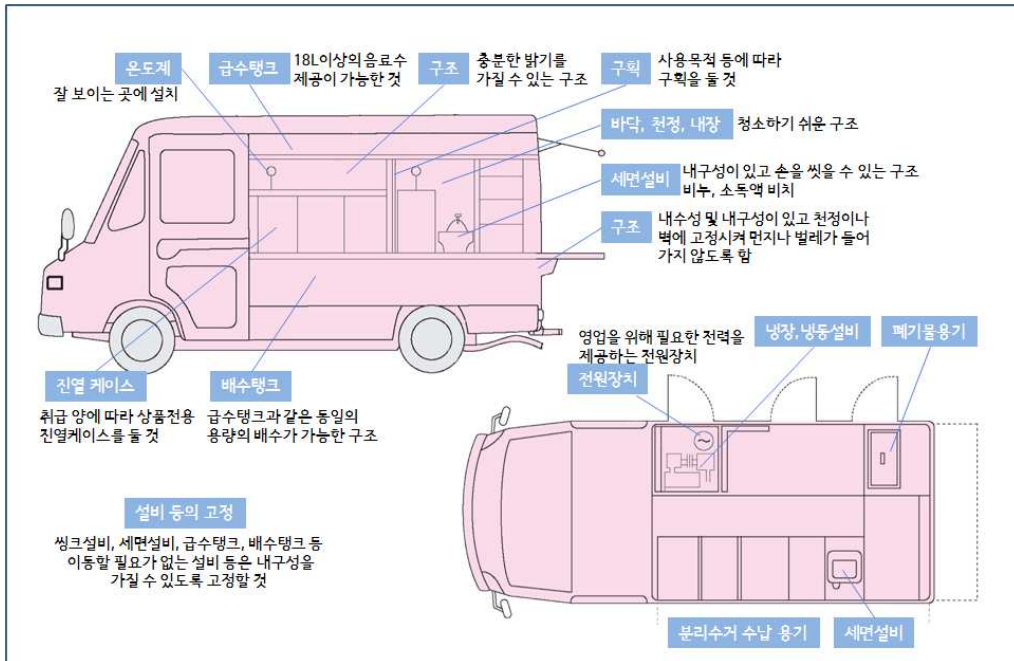 온도계
잘 보이는 곳에 설치
급수탱크
18L이상의 음료수
제공이 가능한 것
구조
충분한 밝기를
가질 수 있는 구조
구획
사용목적 등에 따라
구획을 둘 것
바닥, 천정, 내장
청소하기 쉬운 구조
세면설비
내구성이 있고 손을 씻을 수 있는 구조
비누, 소독액 비치
구조
내수성 및 내구성이 있고 천정이나
벽에 고정시켜 먼지나 벌레가 들어
가지 않도록 함
진열 케이스
취급 양에 따라 상품전용
진열케이스를 둘 것
배수탱크
급수탱크과 같은 동일의
용량의 배수가 가능한 구조
영업을 위해 필요한 전력을
제공하는 전원장치
전원장치
냉장, 냉동설비
폐기물용기
설비 등의 고정
씽크설비, 세면설비, 급수탱크, 배수탱크 등
이동할 필요가 없는 설비 등은 내구성을
가질 수 있도록 고정할 것
분리수거 수납 용기
세면설비